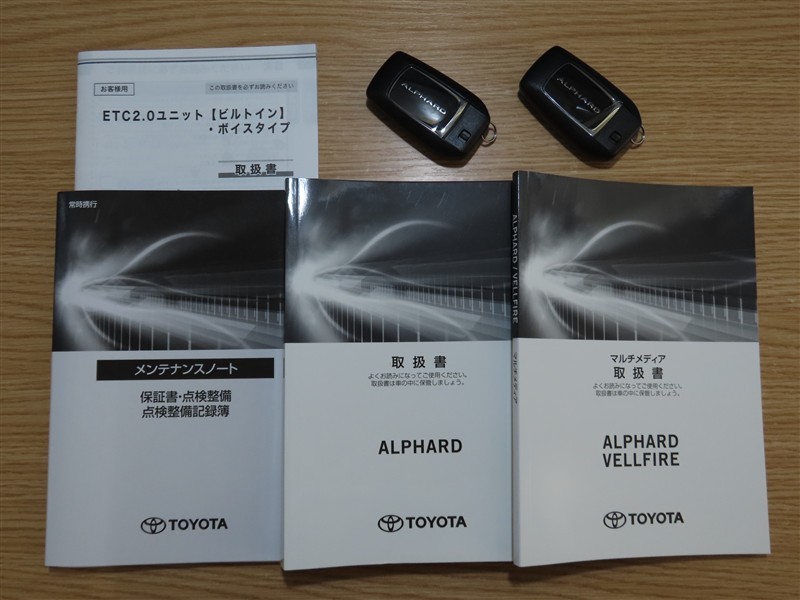 お客様用
この取扱書を必ずお読みください
ETC2.0ユニット【ビルトイン】
・ボイスタイプ
取扱書
ALPHARD
ALPHARD
常時携行
メンテナンスノート
保証書・点検整備
点検整備記録簿
TOYOTA
取扱書
よくお読みになってご使用ください。
取扱書は車の中に保管しましょう。
ALPHARD
TOYOTA
ALPHARD / VELLFIRE
マルチメディア
マルチメディア
取扱書
よくお読みになってご使用ください。
取扱書は車の中に保管しましょう。
ALPHARD
VELLFIRE
TOYOTA